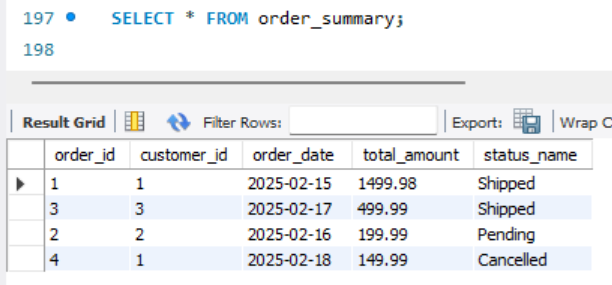 197 SELECT * FROM order_summary;
198
Result Grid Filter Rows: Export: Wrap C
order_id customer_id order_date total_amount status_name
1 1 2025-02-15 1499.98 Shipped
3 3 2025-02-17 499.99 Shipped
2 2 2025-02-16 199.99 Pending
4 1 2025-02-18 149.99 Cancelled